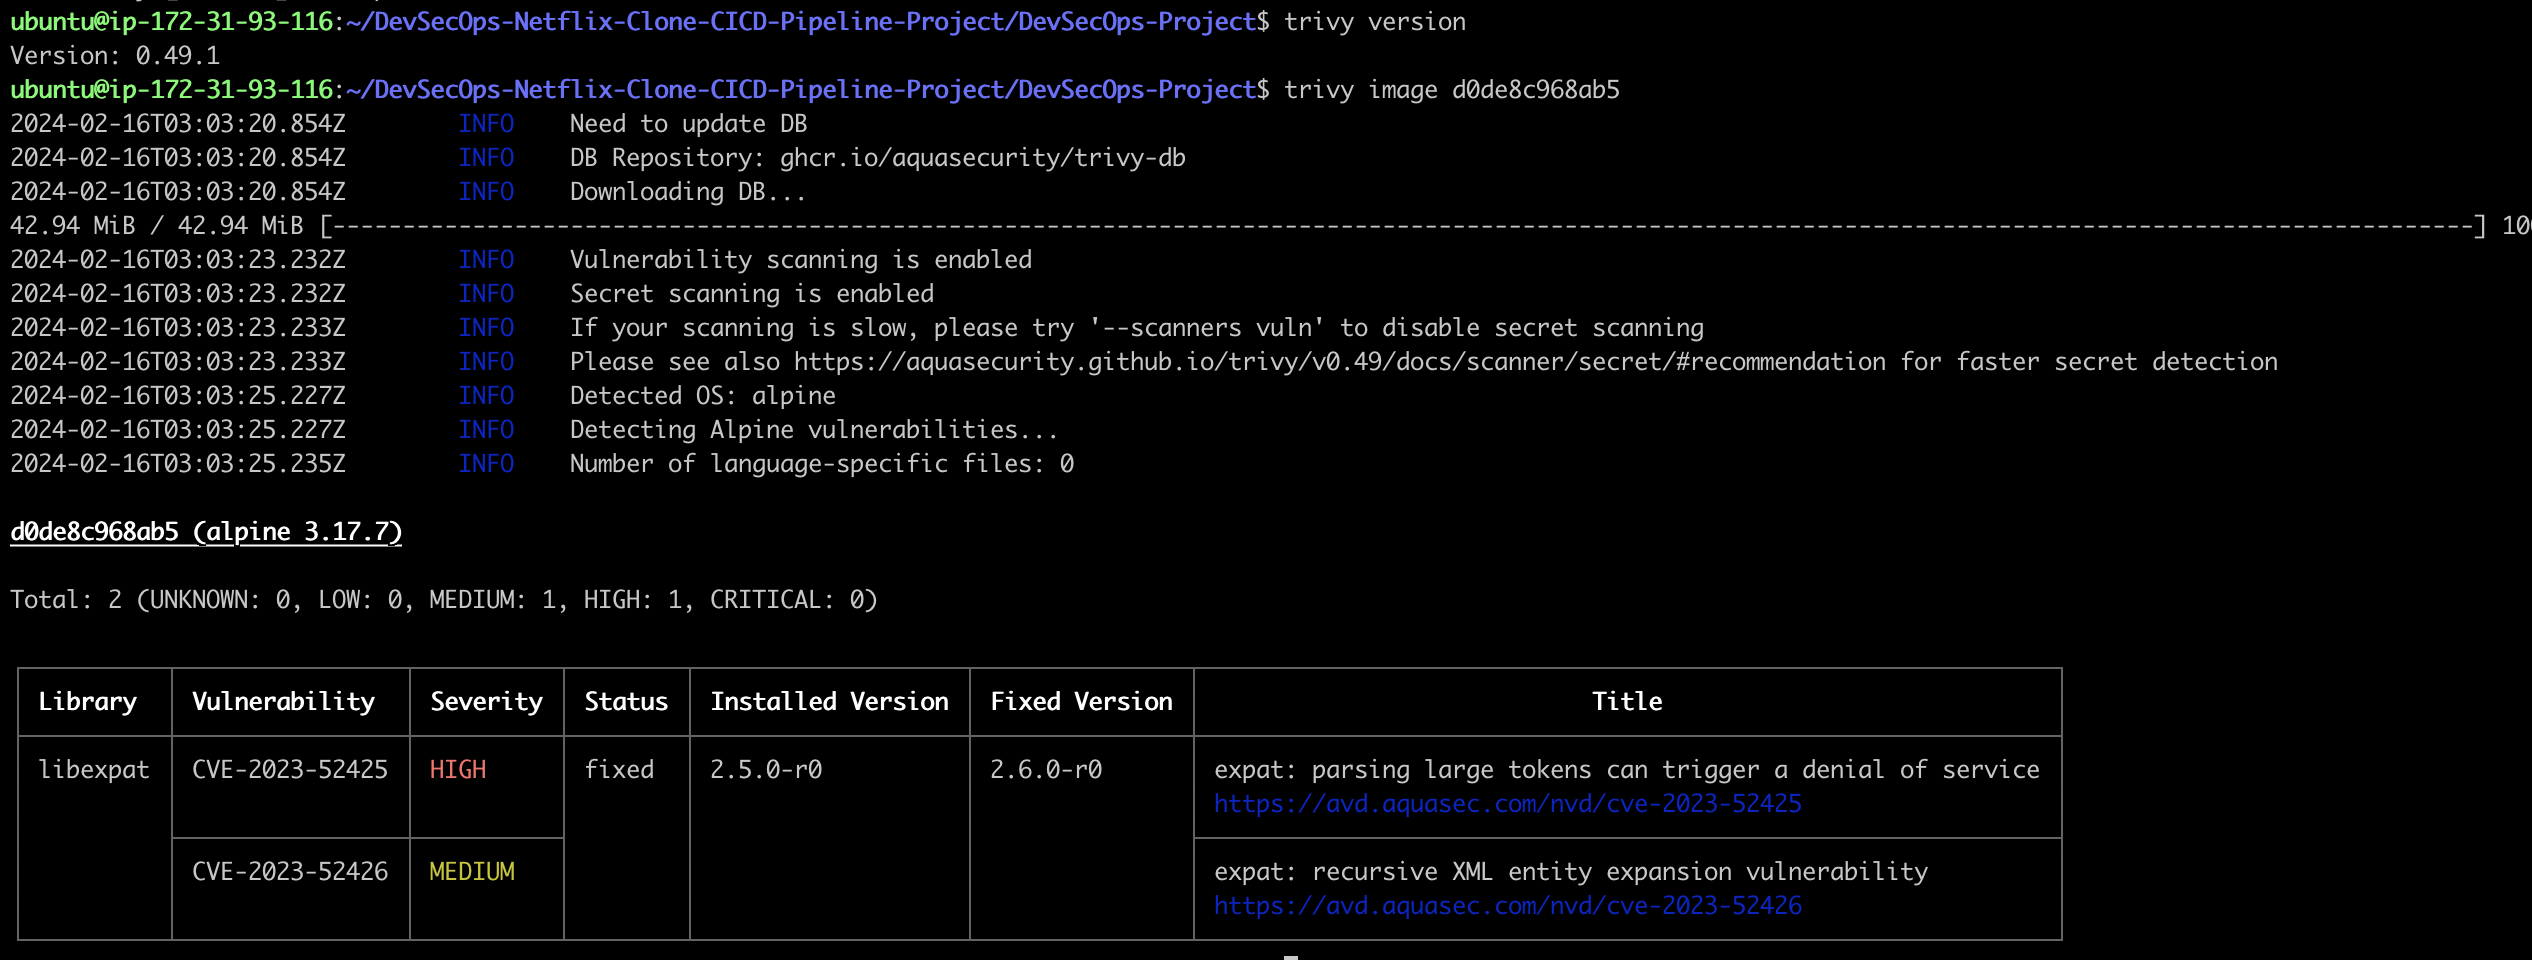 ubuntu@ip-172-31-93-116:~/DevSecOps-Netflix-Clone-CICD-Pipeline-Project/DevSecOps-Project$ trivy version
Version: 0.49.1
ubuntu@ip-172-31-93-116:~/DevSecOps-Netflix-Clone-CICD-Pipeline-Project/DevSecOps-Project$ trivy image d0de8c968ab5
2024-02-16T03:03:20.854Z INFO Need to update DB
2024-02-16T03:03:20.854Z INFO DB Repository: ghcr.io/aquasecurity/trivy-db
2024-02-16T03:03:20.854Z INFO Downloading DB...
42.94 MiB / 42.94 MiB [---------------------------------------------------------------------------------------------------------------------------------------------------------] 10
2024-02-16T03:03:23.232Z INFO Vulnerability scanning is enabled
2024-02-16T03:03:23.232Z INFO Secret scanning is enabled
2024-02-16T03:03:23.233Z INFO If your scanning is slow, please try '--scanners vuln' to disable secret scanning
2024-02-16T03:03:23.233Z INFO Please see also https://aquasecurity.github.io/trivy/v0.49/docs/scanner/secret/#recommendation for faster secret detection
2024-02-16T03:03:25.227Z INFO Detected OS: alpine
2024-02-16T03:03:25.227Z INFO Detecting Alpine vulnerabilities...
2024-02-16T03:03:25.235Z INFO Number of language-specific files: 0
d0de8c968ab5 (alpine 3.17.7)
Total: 2 (UNKNOWN: 0, LOW: 0, MEDIUM: 1, HIGH: 1, CRITICAL: 0)
Library Vulnerability Severity Status Installed Version Fixed Version Title
libexpat CVE-2023-52425 HIGH fixed 2.5.0-r0 2.6.0-r0 expat: parsing large tokens can trigger a denial of service
https://avd.aquasec.com/nvd/cve-2023-52425
CVE-2023-52426 MEDIUM expat: recursive XML entity expansion vulnerability
https://avd.aquasec.com/nvd/cve-2023-52426